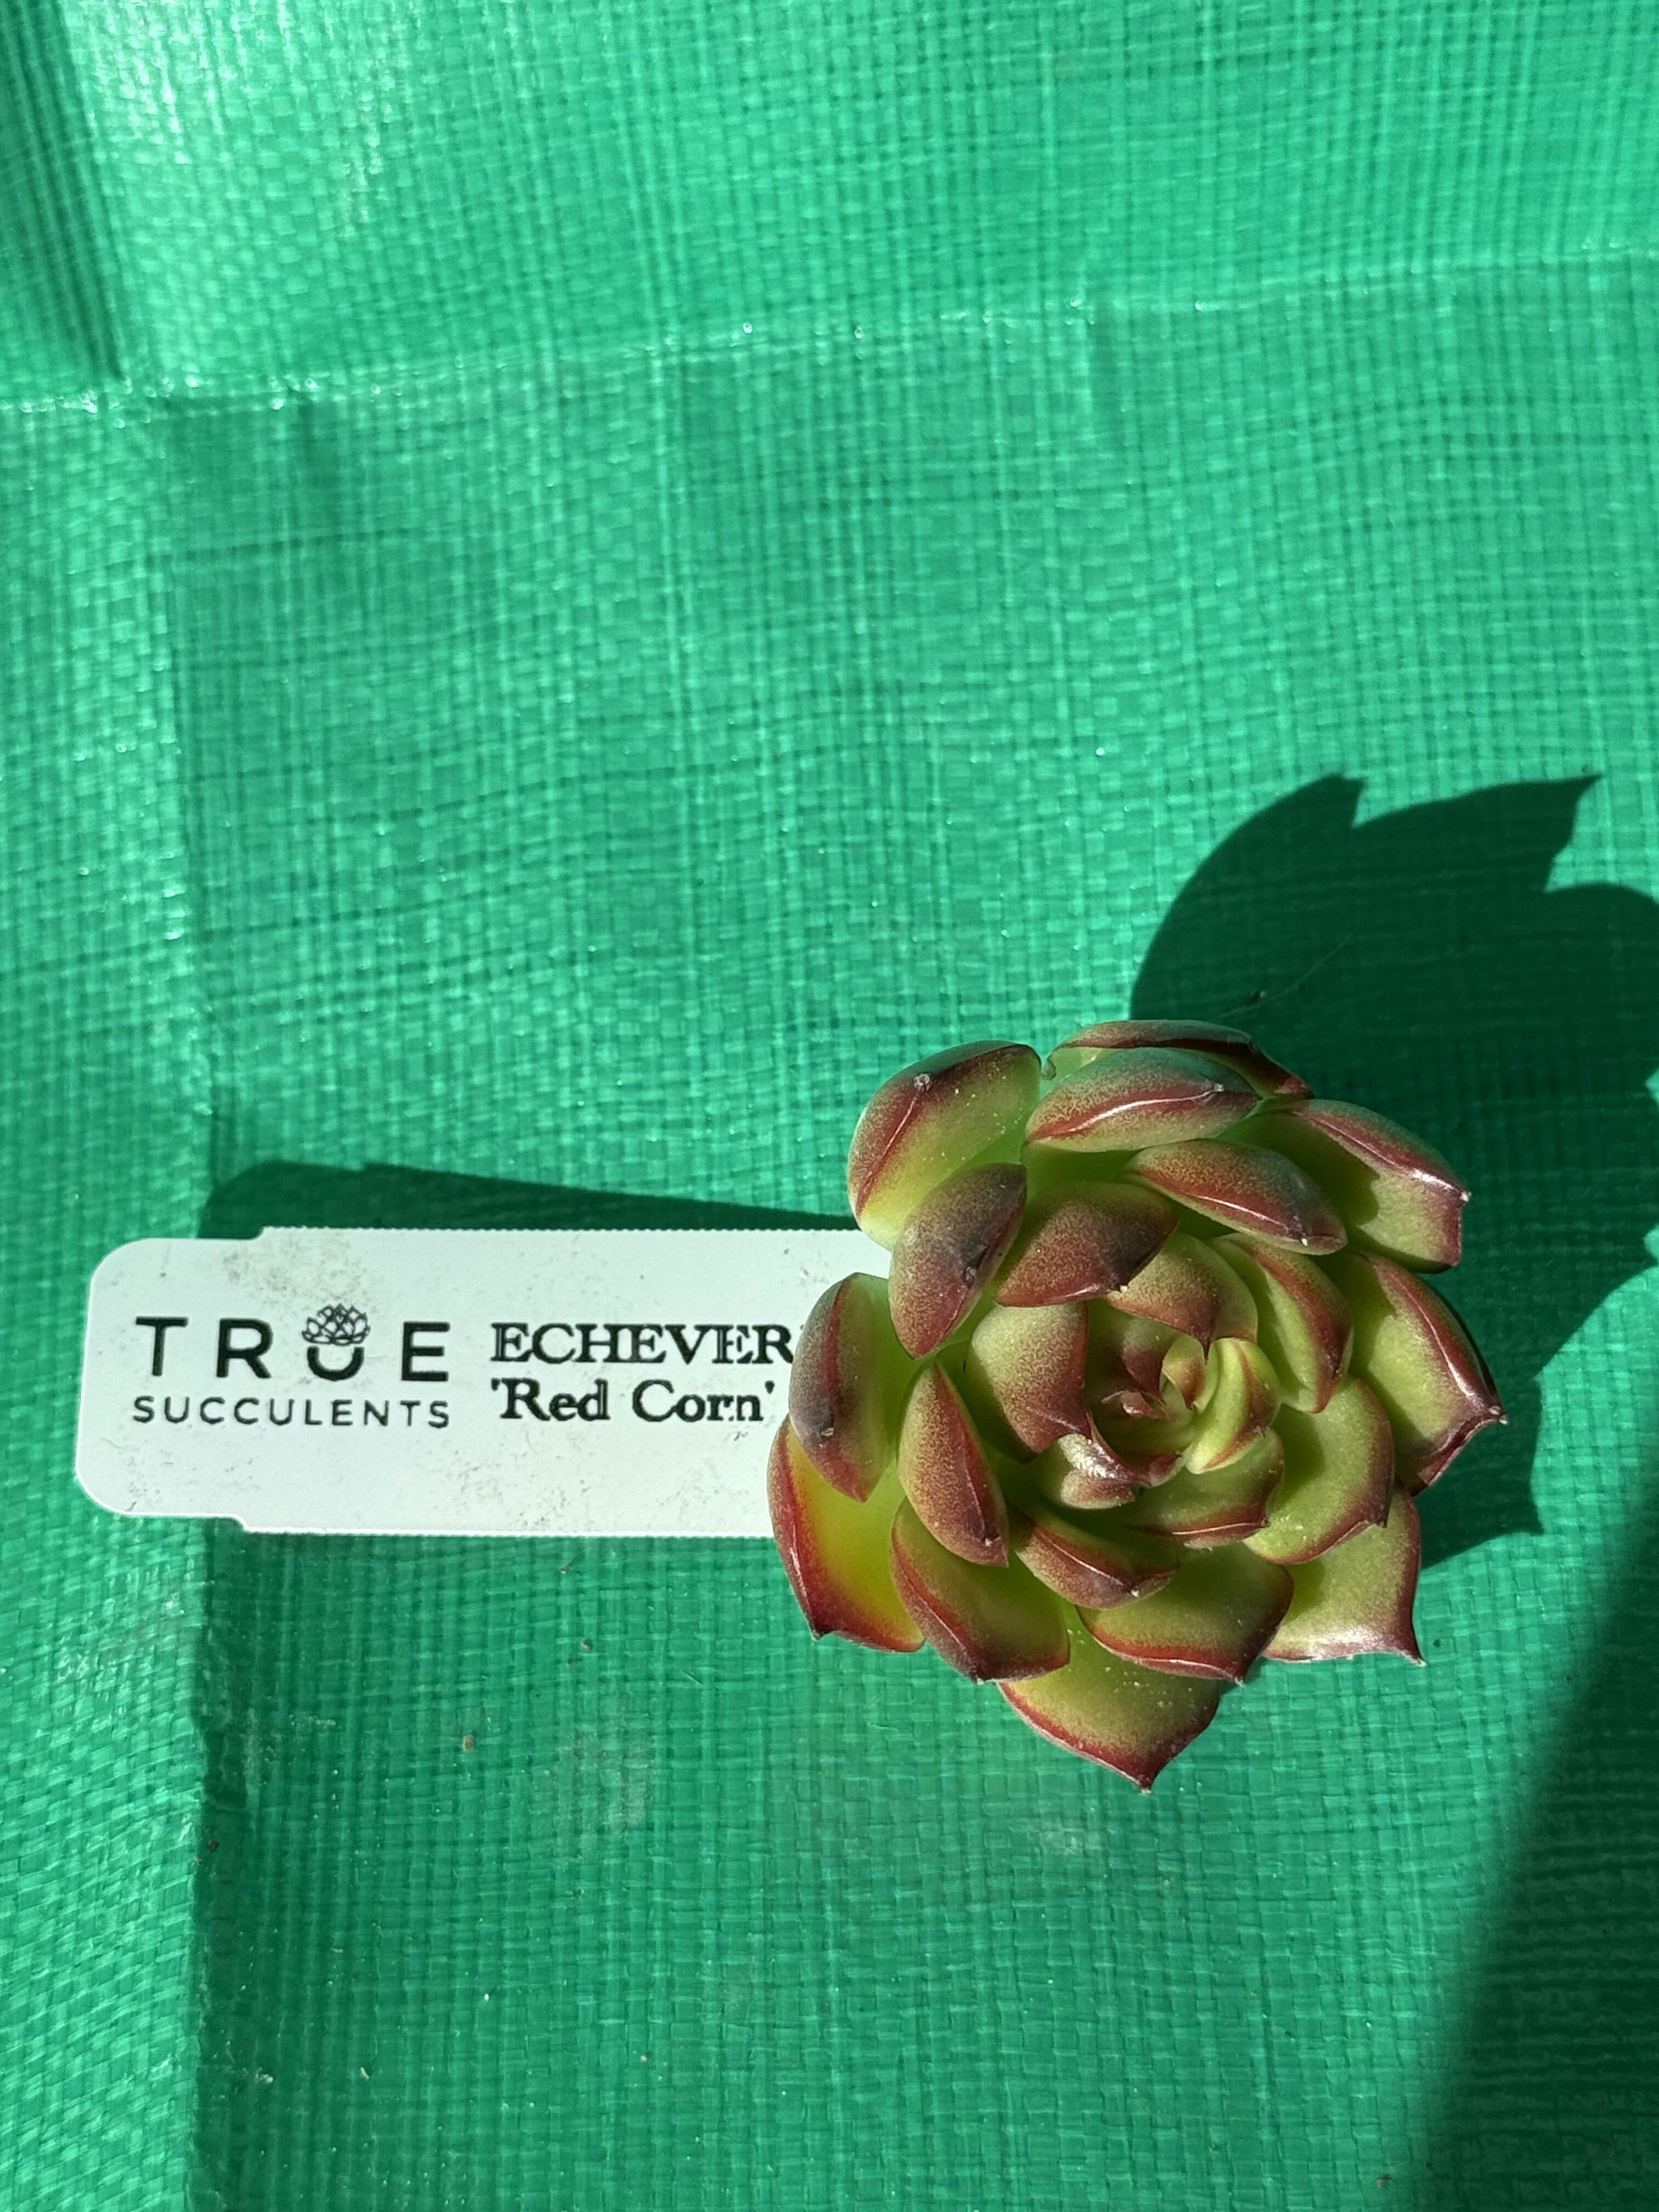 TRUE
SUCCULENTS
ECHEVER
'Red Corn'